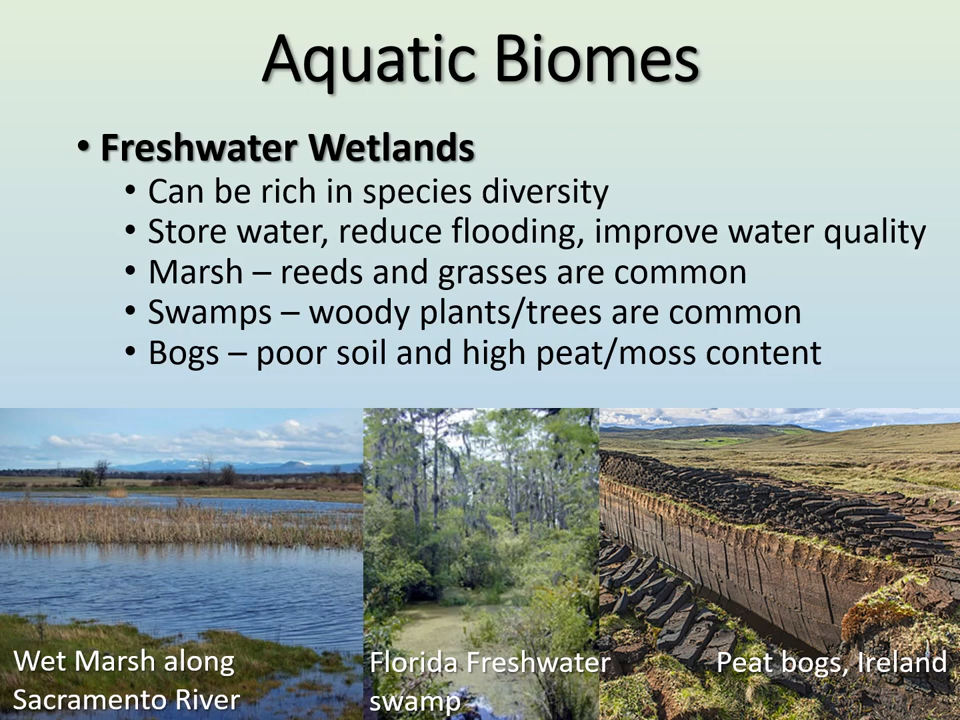 Aquatic Biomes
• Freshwater Wetlands
• Can be rich in species diversity
• Store water, reduce flooding, improve water quality
• Marsh – reeds and grasses are common
• Swamps – woody plants/trees are common
• Bogs – poor soil and high peat/moss content
Wet Marsh along
Sacramento River
Florida Freshwater
swamp
Peat bogs, Ireland